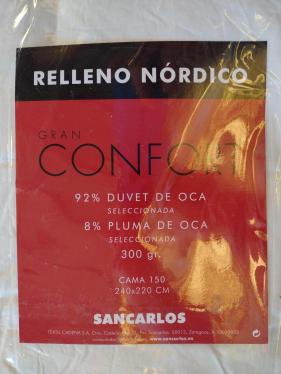 RELLENO NÓRDICO
GRAN
CONFORT
92% DUVET DE OCA
SELECCIONADA
8% PLUMA DE OCA
SELECCIONADA
300 gr.
CAMA 150
240x220 CM
SANCARLOS
www.sancarlos.es